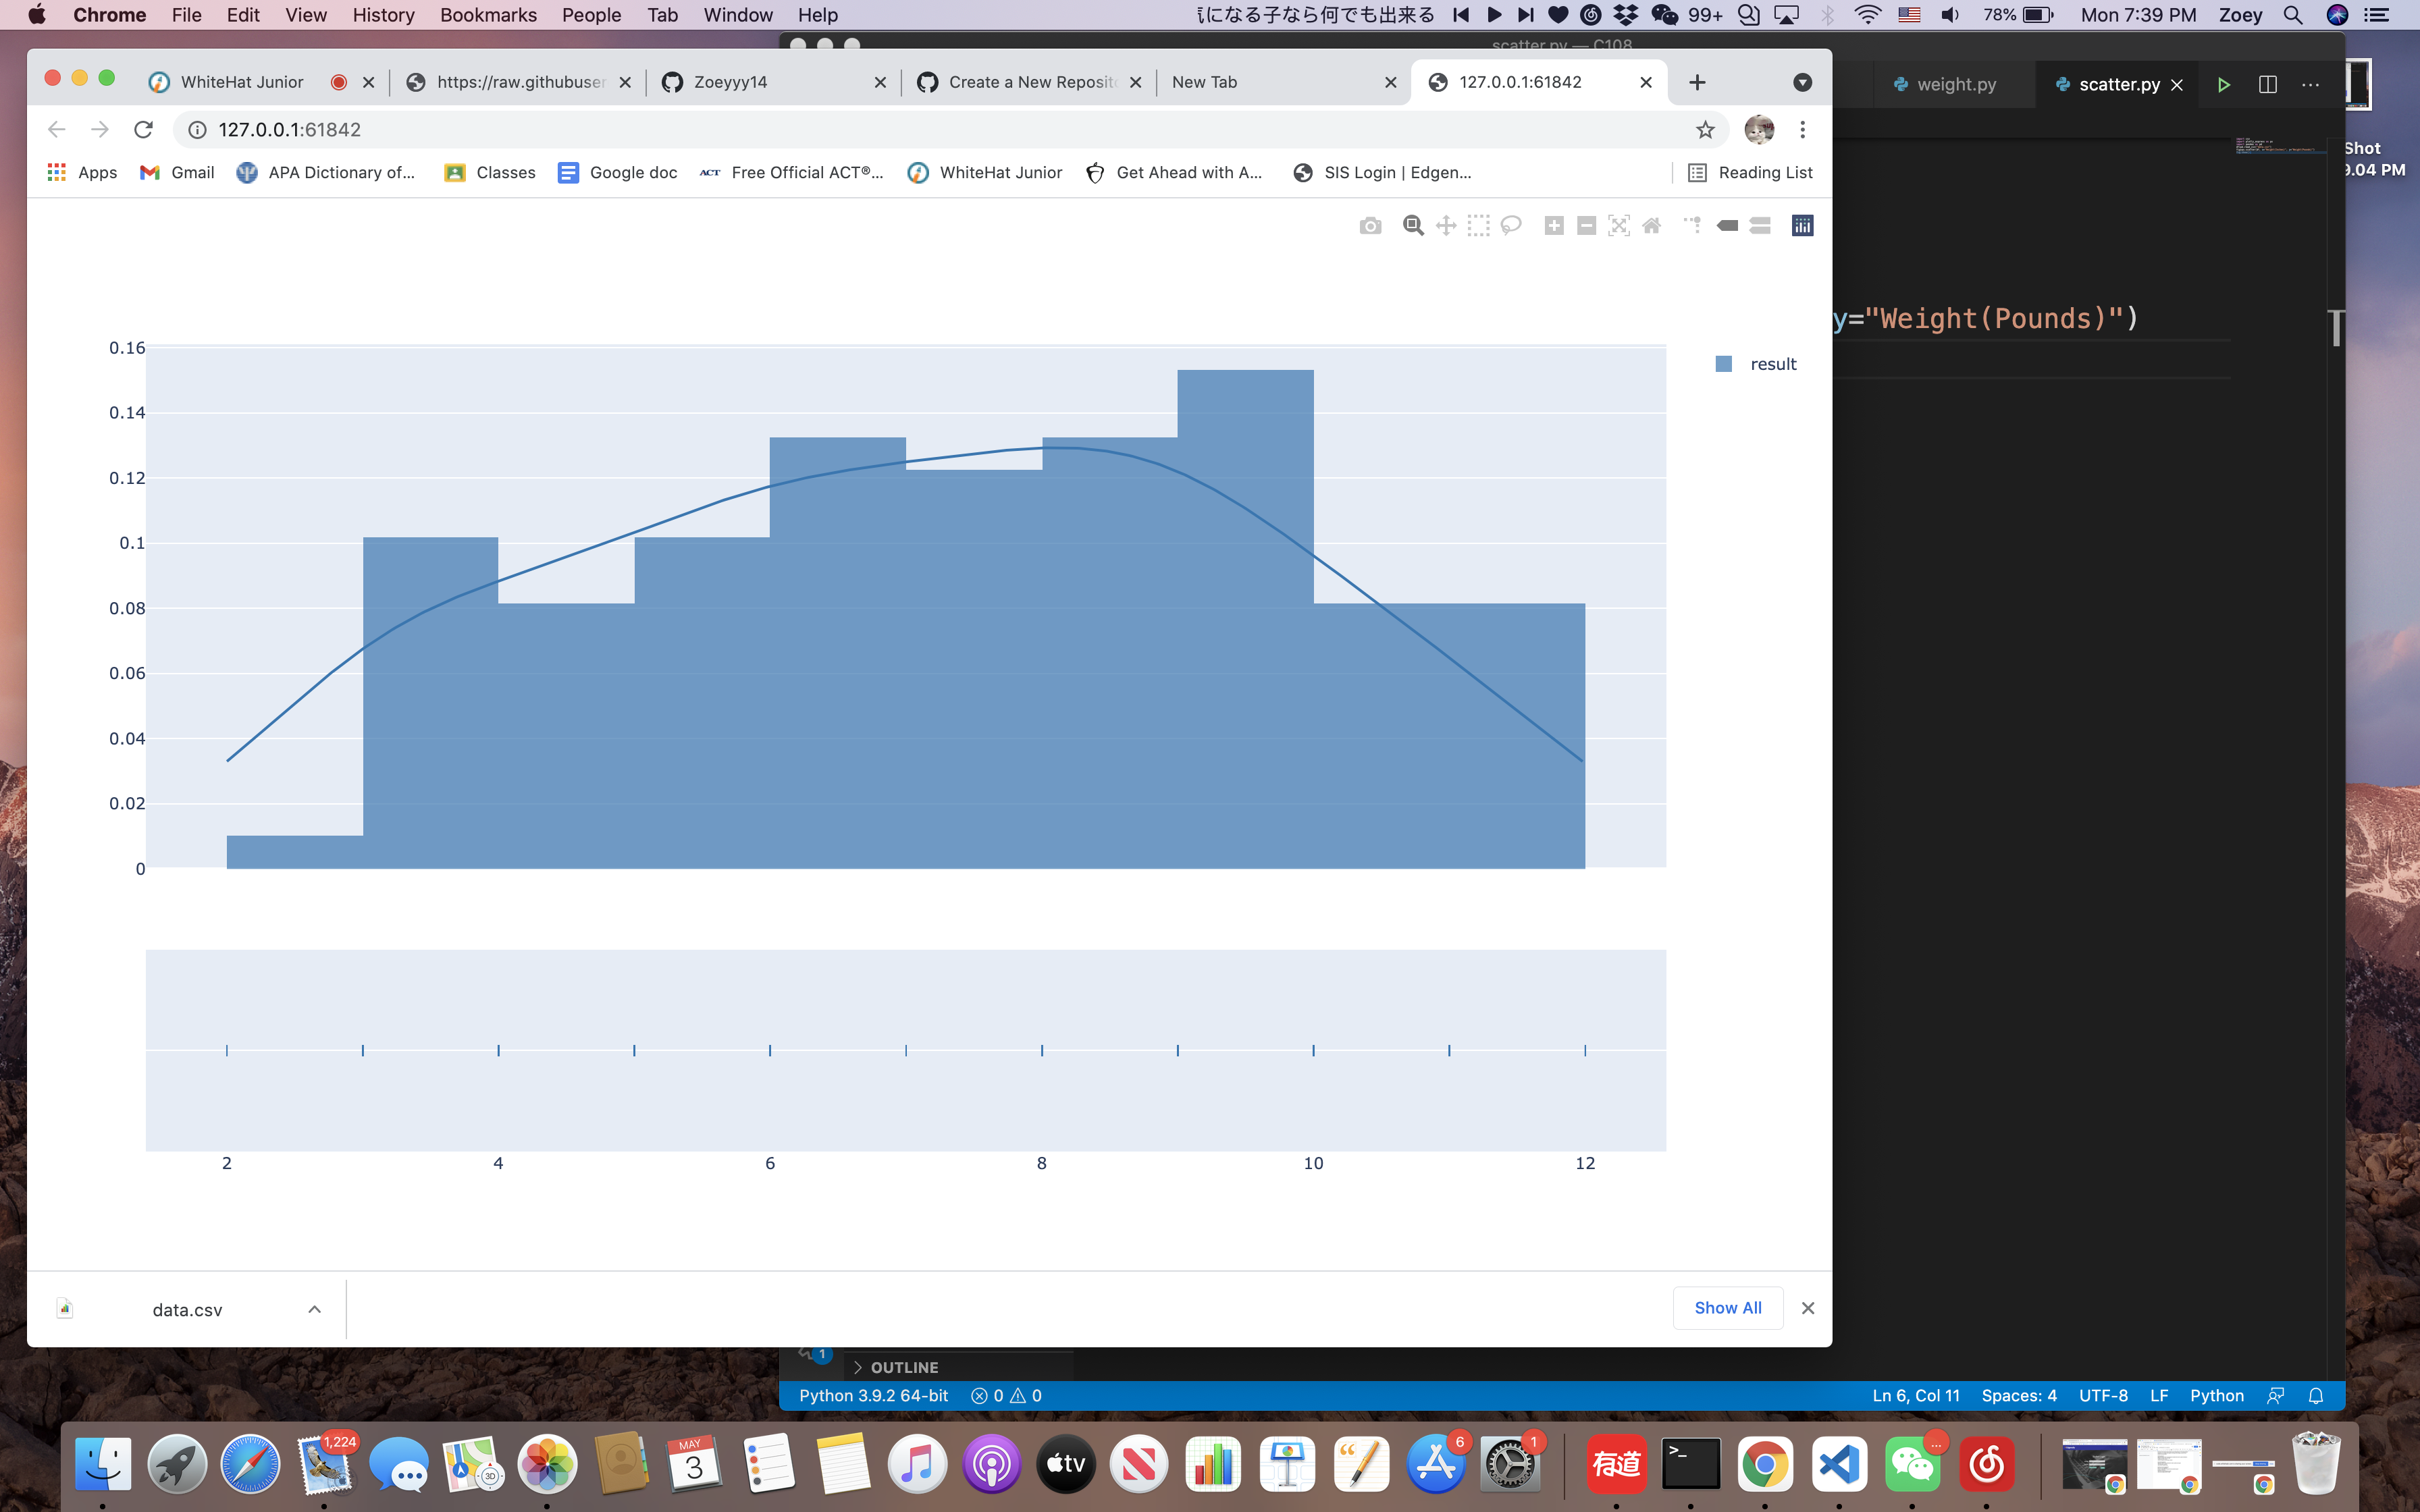 Chrome File Edit View History Bookmarks People Tab Window Help
になる子なら何でも出来る 99+ 78% Mon 7:39 PM Zoey
scatter.py — C108
WhiteHat Junior
https://raw.githubuser
Zoeyyy14
Create a New Reposit
New Tab
127.0.0.1:61842
weight.py
scatter.py
127.0.0.1:61842
Apps
Gmail
APA Dictionary of...
Classes
Google doc
ACT Free Official ACT®...
WhiteHat Junior
Get Ahead with A...
SIS Login | Edgen...
Reading List
Shot
9.04 PM
y="Weight(Pounds)")
0.16
0.14
0.12
0.1
0.08
0.06
0.04
0.02
0
result
2 4 6 8 10 12
data.csv
Show All
1
OUTLINE
Python 3.9.2 64-bit 0 0
Ln 6, Col 11 Spaces: 4 UTF-8 LF Python
1,224
3D
MAY
3
tv
6
1
有道
>_
...